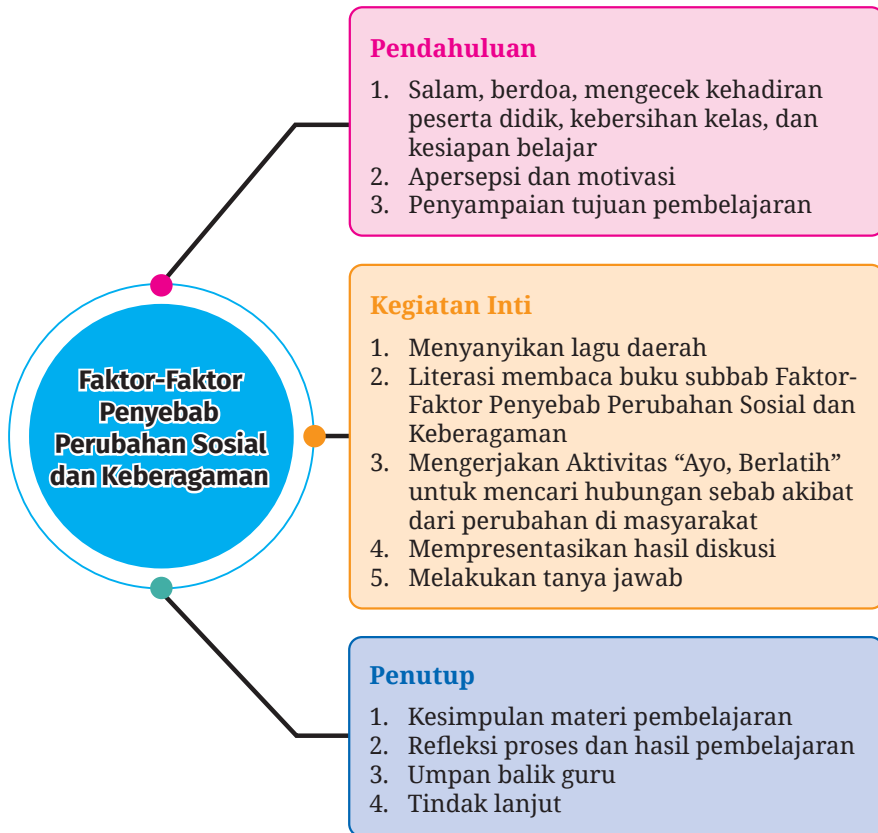 Pendahuluan
1. Salam, berdoa, mengecek kehadiran
peserta didik, kebersihan kelas, dan
kesiapan belajar
2. Apersepsi dan motivasi
3. Penyampaian tujuan pembelajaran
Faktor-Faktor
Penyebab
Perubahan Sosial
dan Keberagaman
Kegiatan Inti
1. Menyanyikan lagu daerah
2. Literasi membaca buku subbab Faktor-
Faktor Penyebab Perubahan Sosial dan
Keberagaman
3. Mengerjakan Aktivitas “Ayo, Berlatih”
untuk mencari hubungan sebab akibat
dari perubahan di masyarakat
4. Mempresentasikan hasil diskusi
5. Melakukan tanya jawab
Penutup
1. Kesimpulan materi pembelajaran
2. Refleksi proses dan hasil pembelajaran
3. Umpan balik guru
4. Tindak lanjut